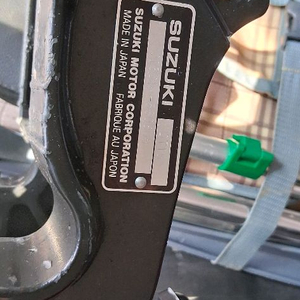 SUZUKI
SUZUKI MOTOR CORPORATION
MADE IN JAPAN
FABRIQUE AU JAPON